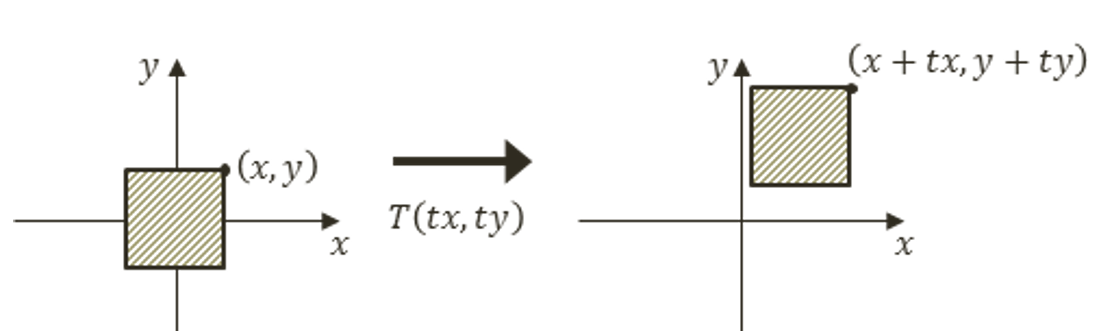 y
(x, y)
x
T(tx, ty)
y
(x + tx, y + ty)
x